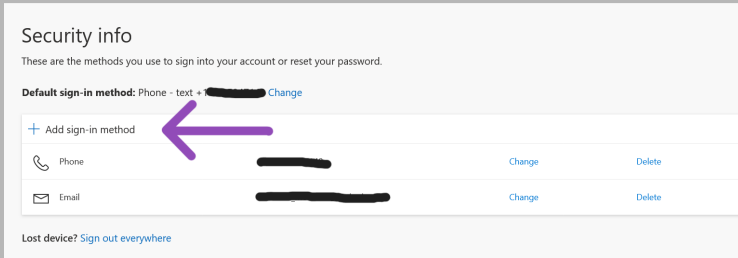 Security info
These are the methods you use to sign into your account or reset your password.
Default sign-in method: Phone - text +1 Change
+ Add sign-in method
Phone Change Delete
Email Change Delete
Lost device? Sign out everywhere